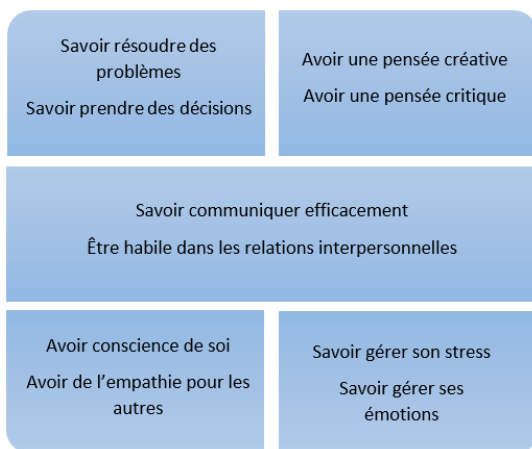 Savoir résoudre des
problèmes
Savoir prendre des décisions
Avoir une pensée créative
Avoir une pensée critique
Savoir communiquer efficacement
Être habile dans les relations interpersonnelles
Avoir conscience de soi
Avoir de l’empathie pour les
autres
Savoir gérer son stress
Savoir gérer ses
émotions